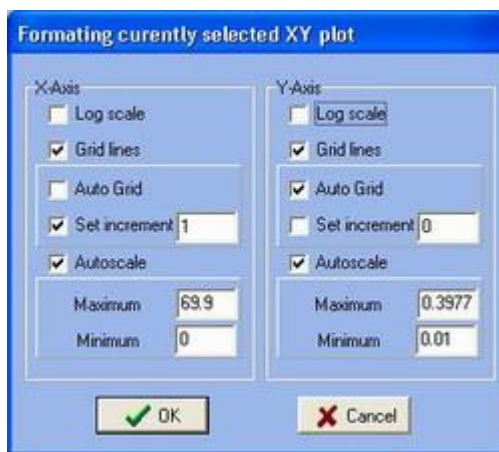 Formating curently selected XY plot
X-Axis
Log scale
Grid lines
Auto Grid
Set increment 1
Autoscale
Maximum 69.9
Minimum 0
Y-Axis
Log scale
Grid lines
Auto Grid
Set increment 0
Autoscale
Maximum 0.3977
Minimum 0.01
OK
Cancel